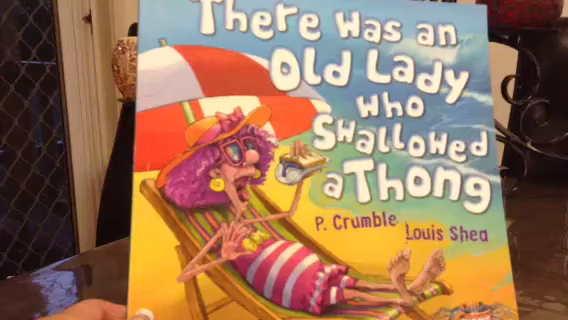 There was an
Old Lady
who
Swallowed
a Thong
P. Crumble
Louis Shea